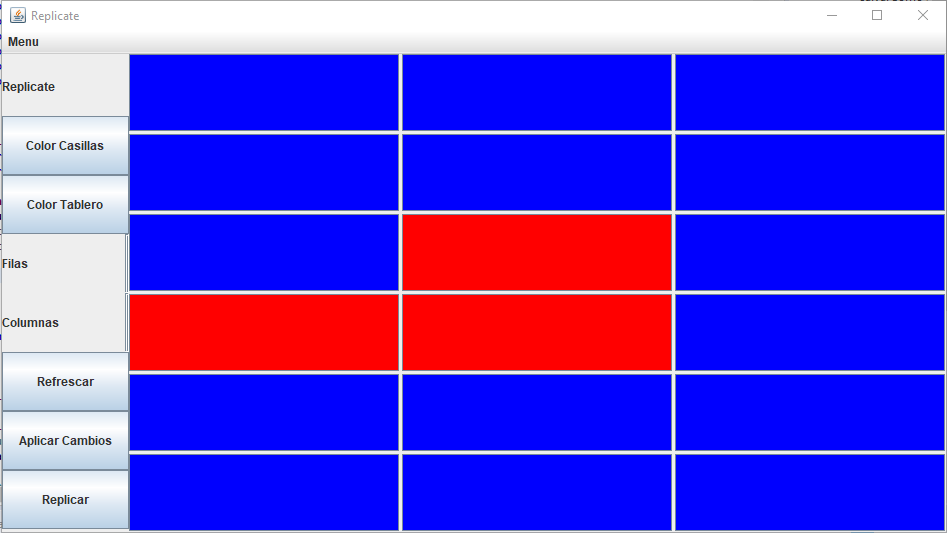 Replicate
Menu
Replicate
Color Casillas
Color Tablero
Filas
Columnas
Refrescar
Aplicar Cambios
Replicar